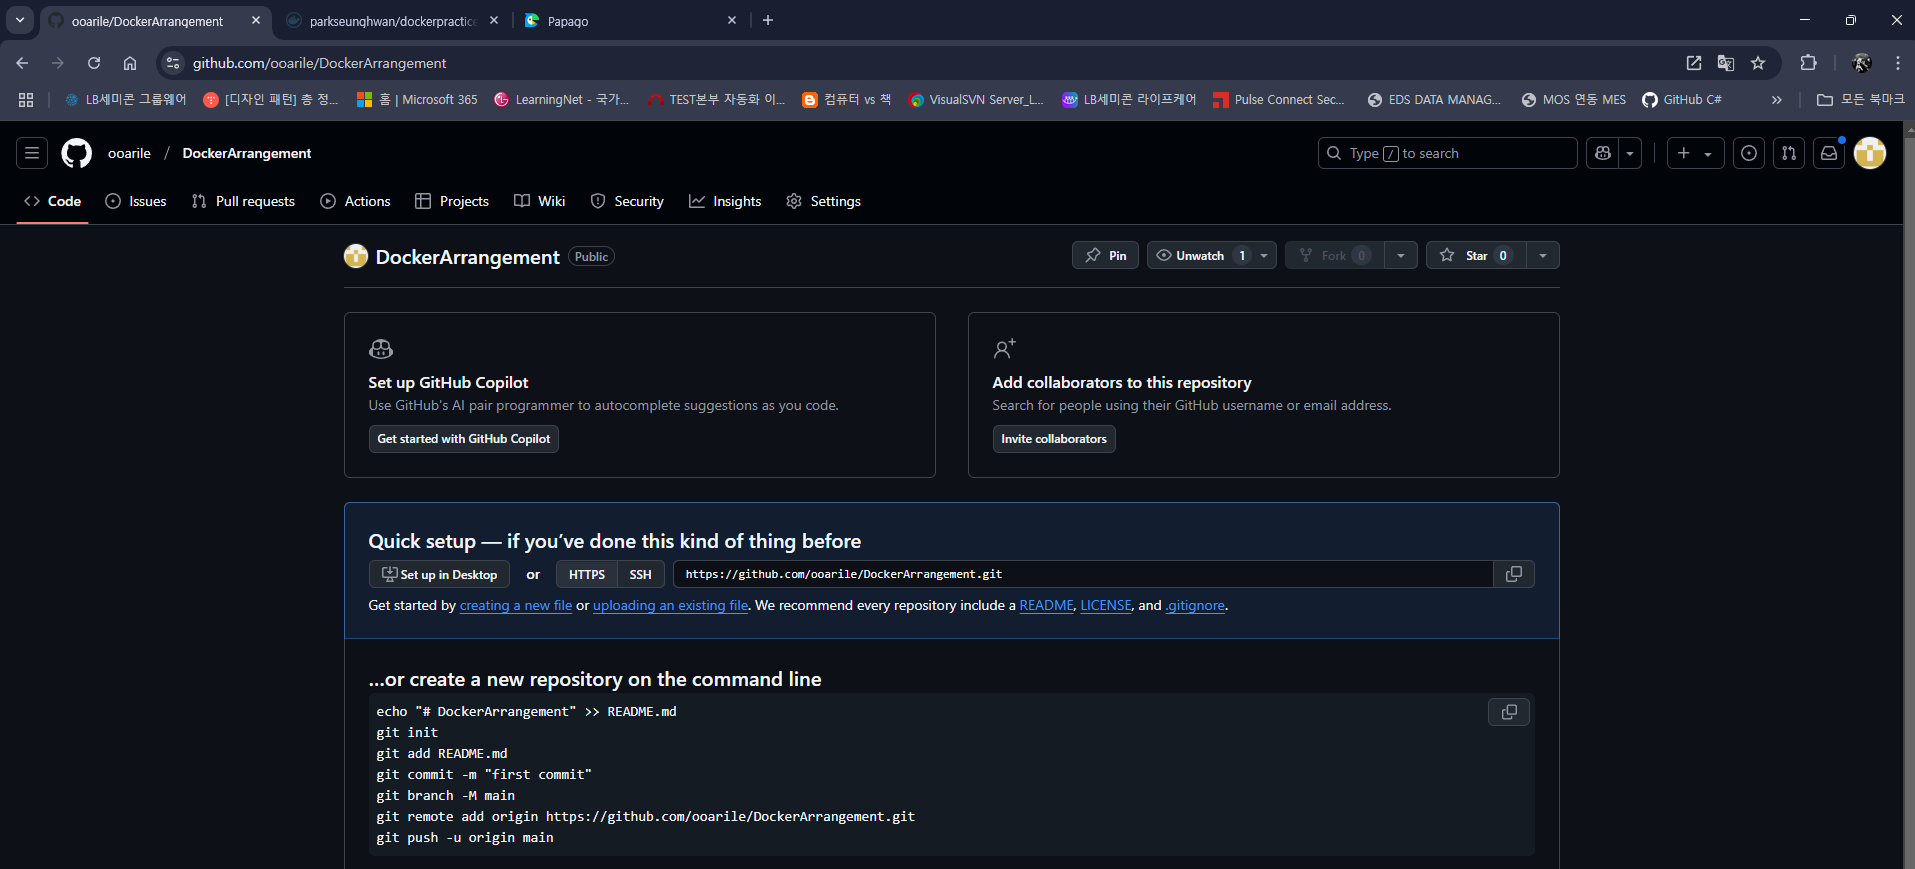 ooarile/DockerArrangement
parkseunghwan/dockerpractice
Papago
github.com/ooarile/DockerArrangement
LB세미콘 그룹웨어
[디자인 패턴] 총 정...
홈 | Microsoft 365
LearningNet - 국가...
TEST본부 자동화 이...
컴퓨터 vs 책
VisualSVN Server_L...
LB세미콘 라이프케어
Pulse Connect Sec...
EDS DATA MANAG...
MOS 연동 MES
GitHub C#
모든 북마크
ooarile / DockerArrangement
Type / to search
Code Issues Pull requests Actions Projects Wiki Security Insights Settings
DockerArrangement Public
Pin Unwatch 1 Fork 0 Star 0
Set up GitHub Copilot
Use GitHub's AI pair programmer to autocomplete suggestions as you code.
Get started with GitHub Copilot
Add collaborators to this repository
Search for people using their GitHub username or email address.
Invite collaborators
Quick setup — if you’ve done this kind of thing before
Set up in Desktop or HTTPS SSH https://github.com/ooarile/DockerArrangement.git
Get started by creating a new file or uploading an existing file. We recommend every repository include a README, LICENSE, and .gitignore.
…or create a new repository on the command line
echo "# DockerArrangement" >> README.md
git init
git add README.md
git commit -m "first commit"
git branch -M main
git remote add origin https://github.com/ooarile/DockerArrangement.git
git push -u origin main